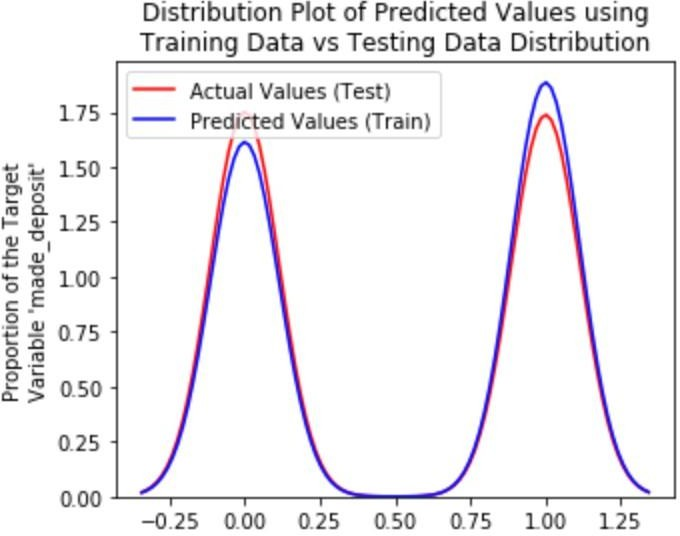 Distribution Plot of Predicted Values using
Training Data vs Testing Data Distribution
Actual Values (Test)
Predicted Values (Train)
Proportion of the Target
Variable 'made_deposit'
1.75
1.50
1.25
1.00
0.75
0.50
0.25
0.00
−0.25 0.00 0.25 0.50 0.75 1.00 1.25